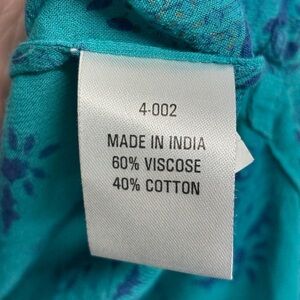 4-002
MADE IN INDIA
60% VISCOSE
40% COTTON